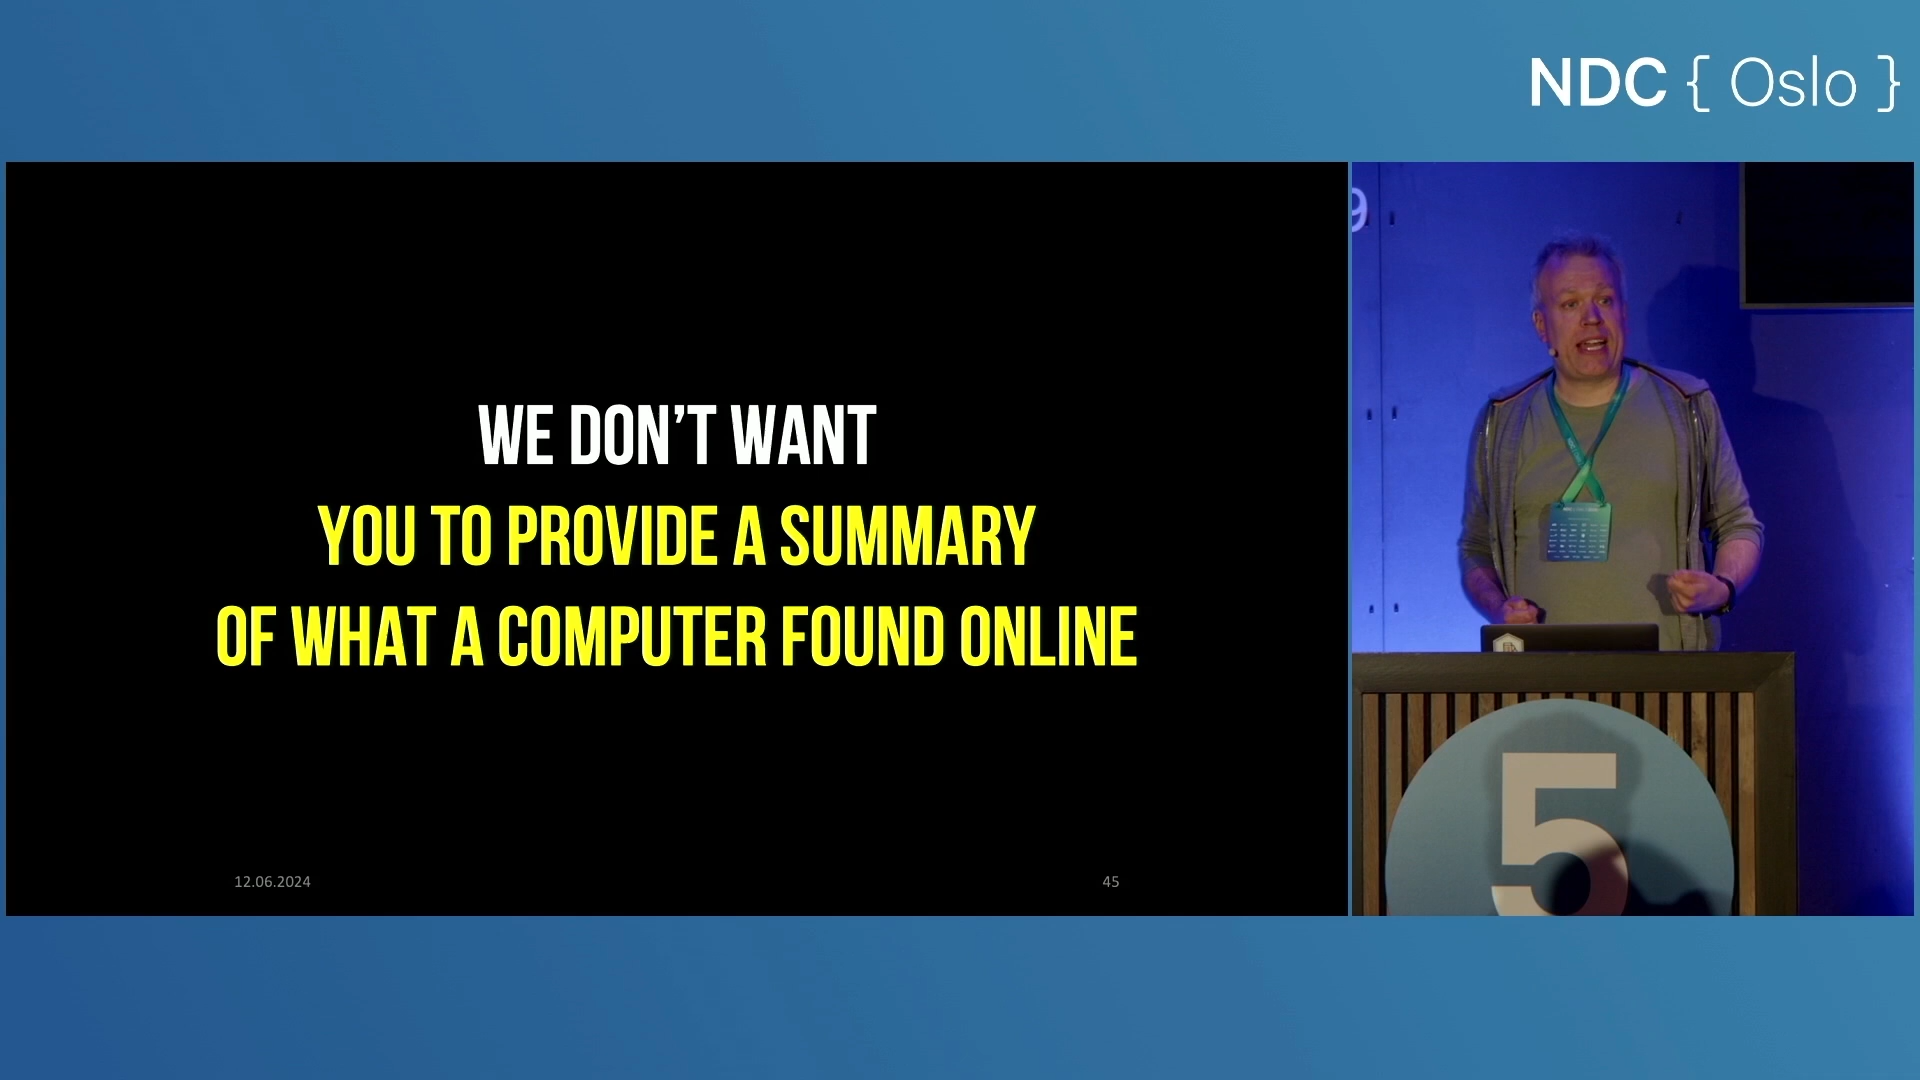 NDC { Oslo }
9
WE DON’T WANT
YOU TO PROVIDE A SUMMARY
OF WHAT A COMPUTER FOUND ONLINE
12.06.2024
45
5